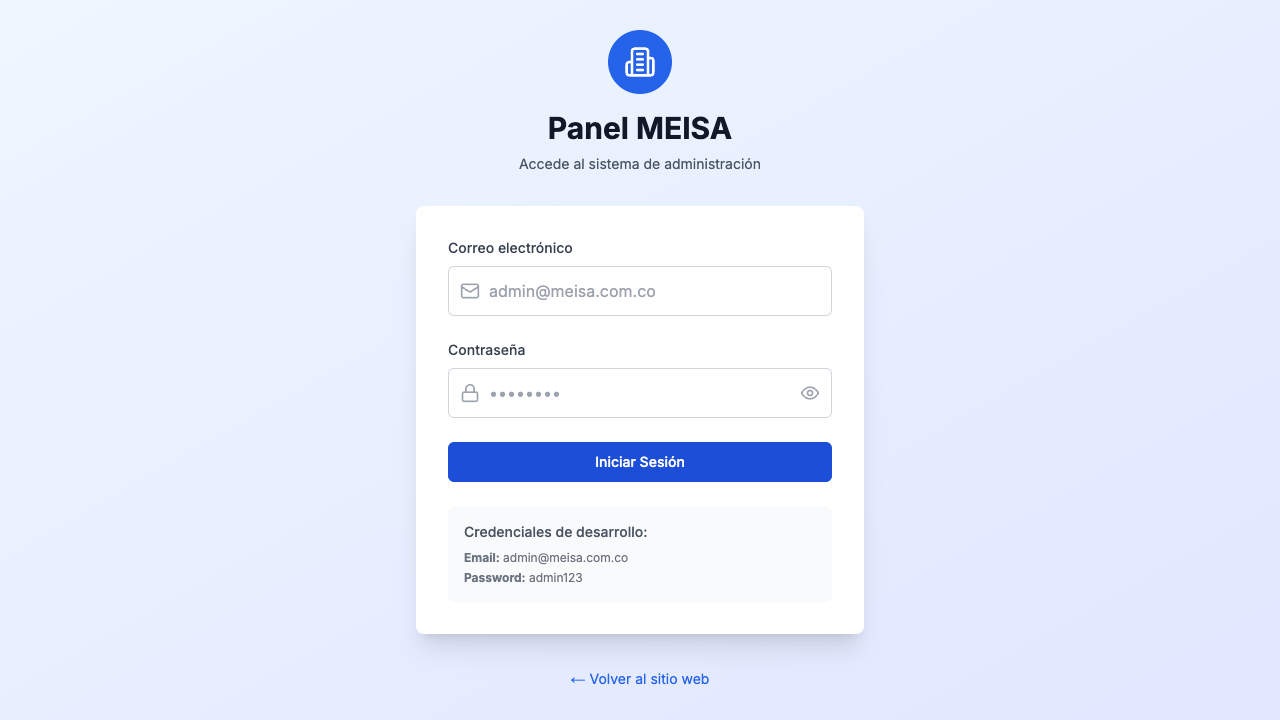 Panel MEISA
Accede al sistema de administración
Correo electrónico
admin@meisa.com.co
Contraseña
••••••••
Iniciar Sesión
Credenciales de desarrollo:
Email: admin@meisa.com.co
Password: admin123
← Volver al sitio web